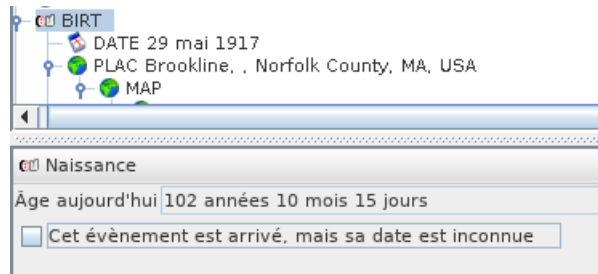 BIRT
DATE 29 mai 1917
PLAC Brookline, , Norfolk County, MA, USA
MAP
Naissance
Âge aujourd'hui 102 années 10 mois 15 jours
Cet évènement est arrivé, mais sa date est inconnue